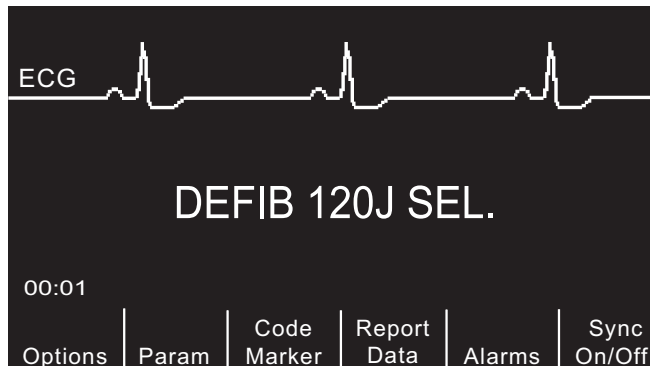 ECG
DEFIB 120J SEL.
00:01
Options
Param
Code
Marker
Report
Data
Alarms
Sync
On/Off